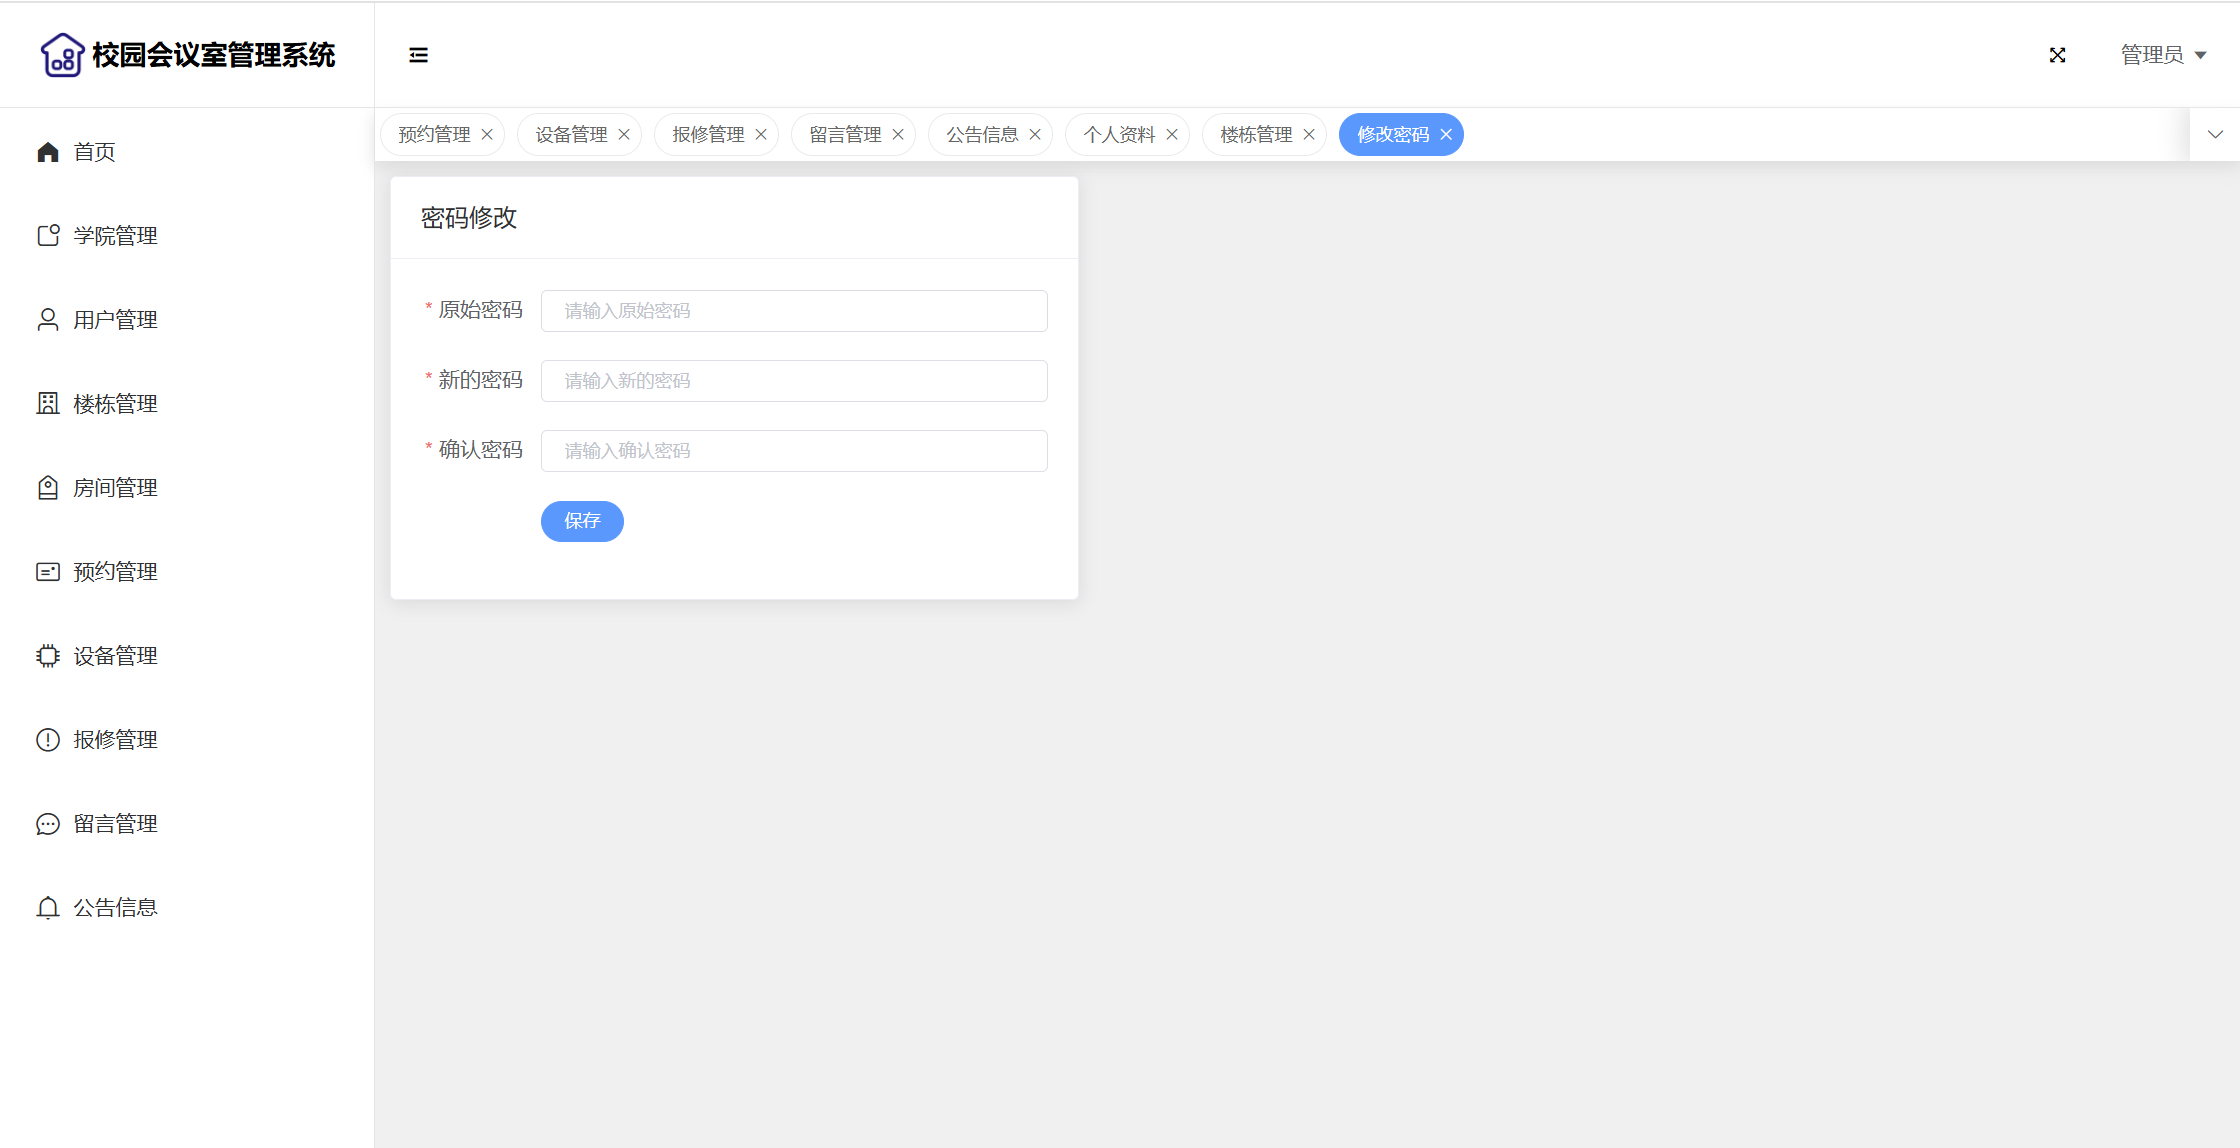 校园会议室管理系统
管理员
首页
学院管理
用户管理
楼栋管理
房间管理
预约管理
设备管理
报修管理
留言管理
公告信息
预约管理 设备管理 报修管理 留言管理 公告信息 个人资料 楼栋管理 修改密码
密码修改
* 原始密码 请输入原始密码
* 新的密码 请输入新的密码
* 确认密码 请输入确认密码
保存